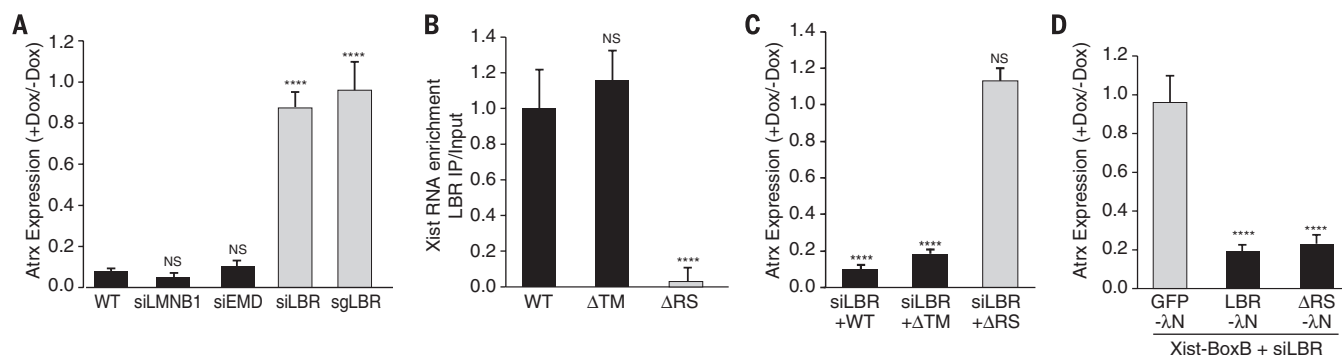 A
Atrx Expression (+Dox/-Dox)
1.2
1.0
0.8
0.6
0.4
0.2
0.0
NS
NS
****
****
WT siLMNB1 siEMD siLBR sgLBR
B
Xist RNA enrichment
LBR IP/Input
1.4
1.2
1.0
0.8
0.6
0.4
0.2
0.0
NS
****
WT ΔTM ΔRS
C
Atrx Expression (+Dox/-Dox)
1.4
1.2
1.0
0.8
0.6
0.4
0.2
0.0
****
****
NS
siLBR siLBR siLBR
+WT +ΔTM +ΔRS
D
Atrx Expression (+Dox/-Dox)
1.2
1.0
0.8
0.6
0.4
0.2
0.0
****
****
GFP LBR ΔRS
-λN -λN -λN
Xist-BoxB + siLBR